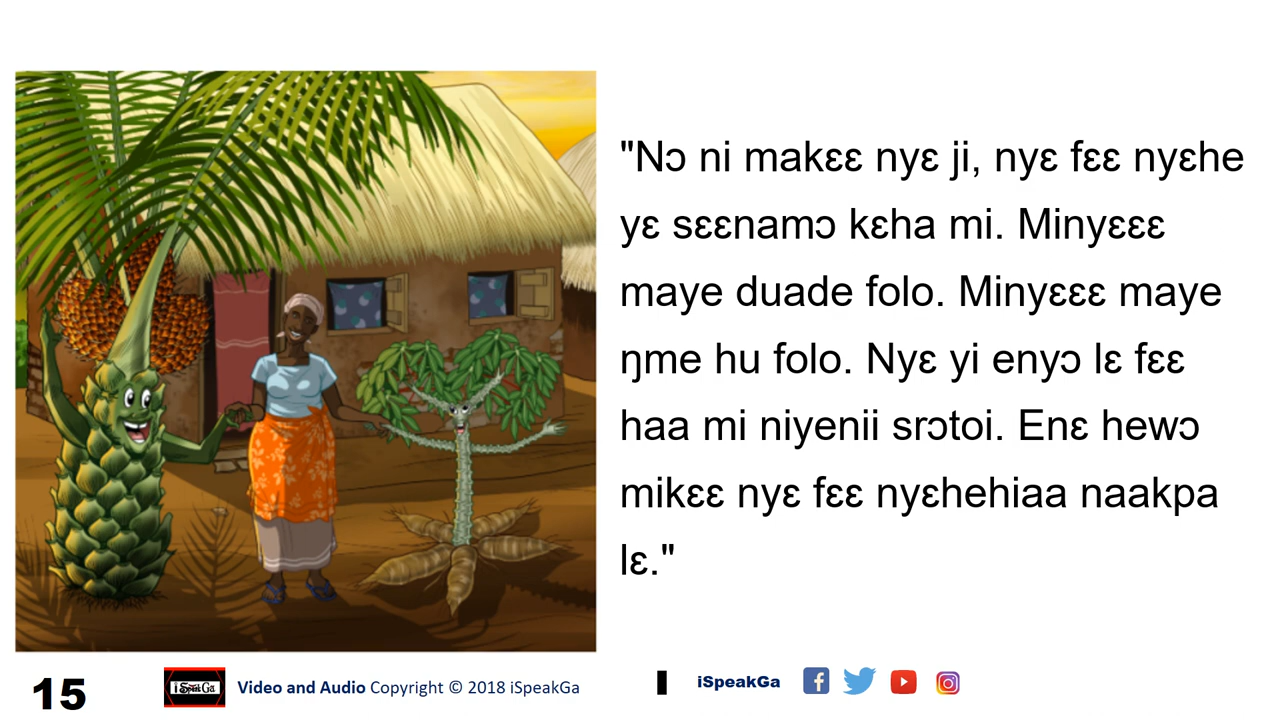 "Nɔ ni makɛɛ nyɛ ji, nyɛ fɛɛ nyɛhe
yɛ sɛɛnamɔ kɛha mi. Minyɛɛɛ
maye duade folo. Minyɛɛɛ maye
ŋme hu folo. Nyɛ yi enyɔ lɛ fɛɛ
haa mi niyenii srɔtoi. Enɛ hewɔ
mikɛɛ nyɛ fɛɛ nyɛhehiaa naakpa
lɛ."
15
iSpeakGa
Video and Audio Copyright © 2018 iSpeakGa
iSpeakGa